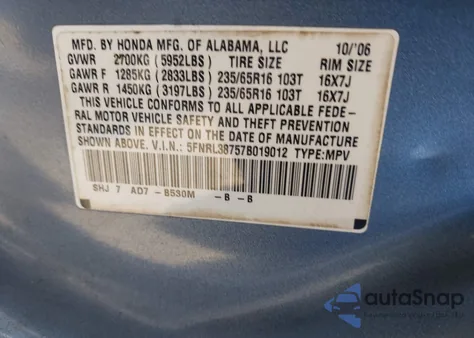 MFD. BY HONDA MFG. OF ALABAMA, LLC 10/'06
GVWR 2700KG (5952LBS) TIRE SIZE RIM SIZE
GAWR F 1285KG (2833LBS) 235/65R16 103T 16X7J
GAWR R 1450KG (3197LBS) 235/65R16 103T 16X7J
THIS VEHICLE CONFORMS TO ALL APPLICABLE FEDE-
RAL MOTOR VEHICLE SAFETY AND THEFT PREVENTION
STANDARDS IN EFFECT ON THE DATE OF MANUFACTURE
SHOWN ABOVE. V.I.N.: 5FNRL38757B019012 TYPE:MPV
SHJ 7 AD7 - B530M - B - B
autoSnap